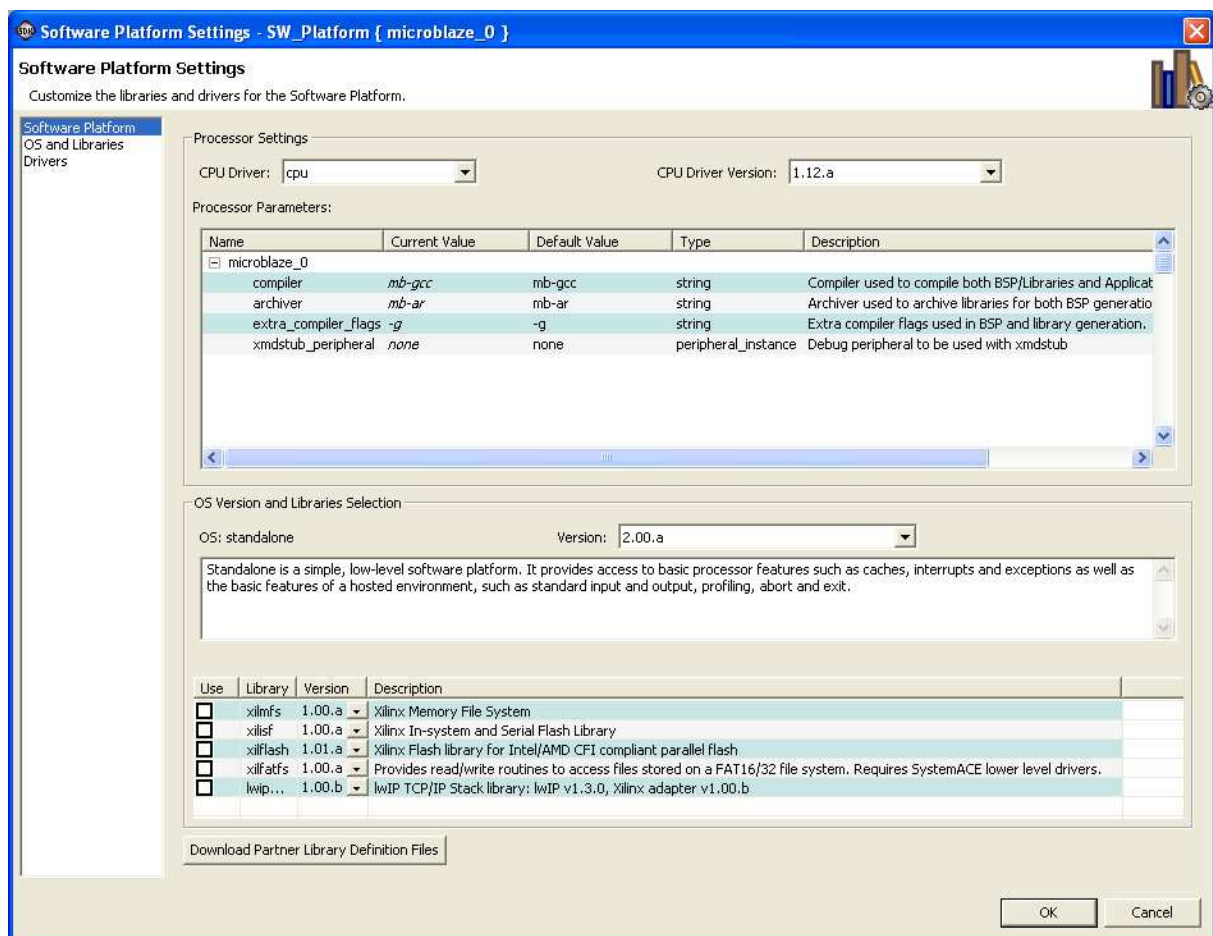 Software Platform Settings - SW_Platform { microblaze_0 }
Software Platform Settings
Customize the libraries and drivers for the Software Platform.
Software Platform
OS and Libraries
Drivers
Processor Settings
CPU Driver: cpu CPU Driver Version: 1.12.a
Processor Parameters:
Name Current Value Default Value Type Description
microblaze_0
compiler mb-gcc mb-gcc string Compiler used to compile both BSP/Libraries and Applicat
archiver mb-ar mb-ar string Archiver used to archive libraries for both BSP generatio
extra_compiler_flags -g -g string Extra compiler flags used in BSP and library generation.
xmdstub_peripheral none none peripheral_instance Debug peripheral to be used with xmdstub
OS Version and Libraries Selection
OS: standalone Version: 2.00.a
Standalone is a simple, low-level software platform. It provides access to basic processor features such as caches, interrupts and exceptions as well as
the basic features of a hosted environment, such as standard input and output, profiling, abort and exit.
Use Library Version Description
xilmfs 1.00.a Xilinx Memory File System
xilisf 1.00.a Xilinx In-system and Serial Flash Library
xilflash 1.01.a Xilinx Flash library for Intel/AMD CFI compliant parallel flash
xilfatfs 1.00.a Provides read/write routines to access files stored on a FAT16/32 file system. Requires SystemACE lower level drivers.
lwip... 1.00.b lwIP TCP/IP Stack library: lwIP v1.3.0, Xilinx adapter v1.00.b
Download Partner Library Definition Files
OK Cancel